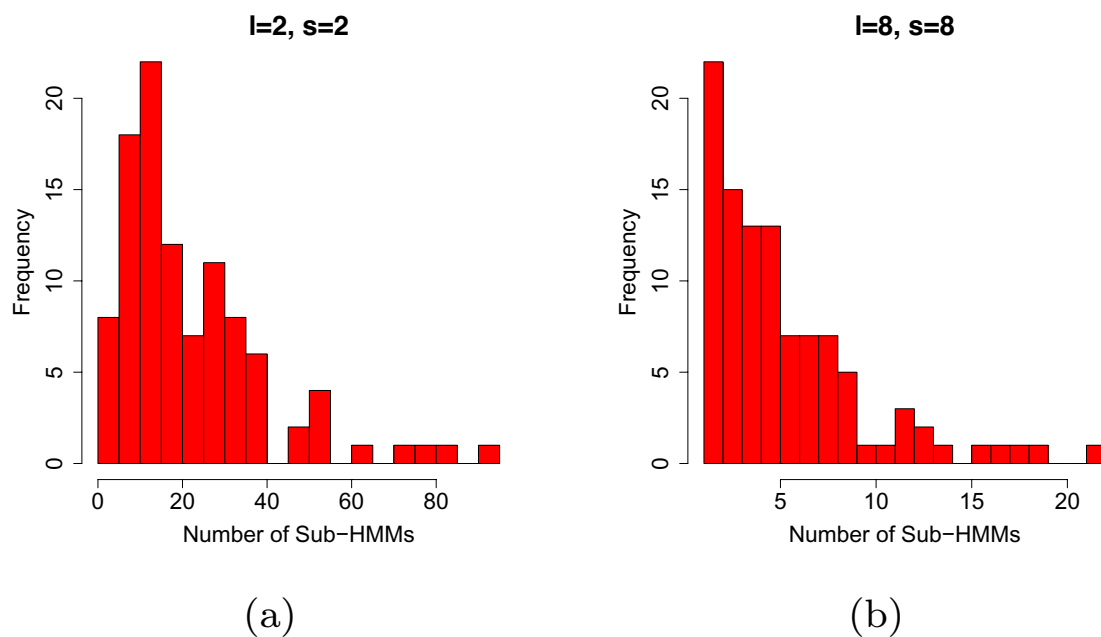 l=2, s=2
Frequency
0
5
10
15
20
0 20 40 60 80
Number of Sub−HMMs
(a)
l=8, s=8
Frequency
0
5
10
15
20
5 10 15 20
Number of Sub−HMMs
(b)